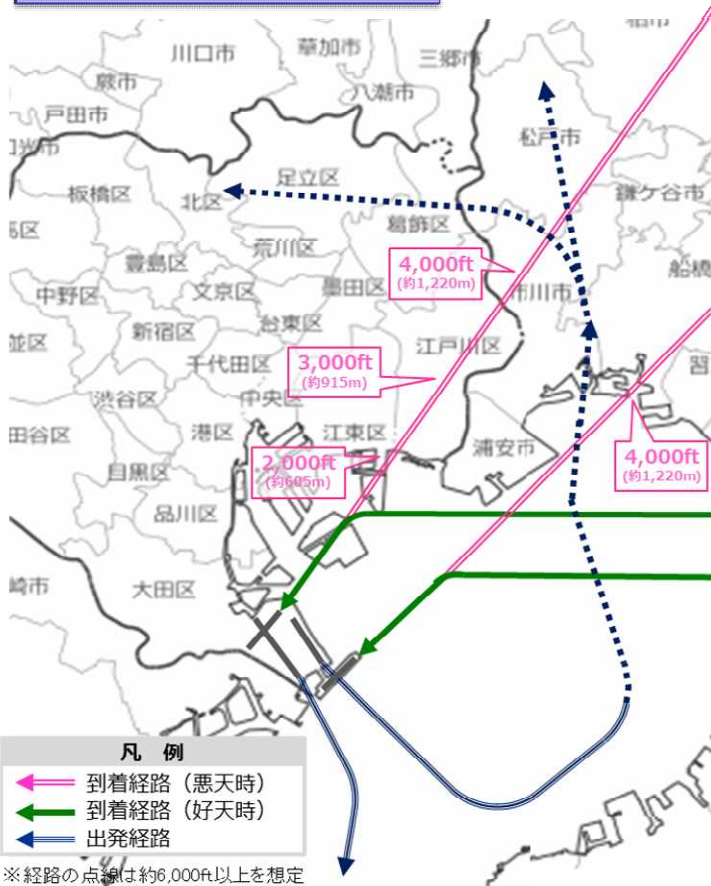 川口市
草加市
三郷市
蕨市
八潮市
戸田市
松戸市
板橋区
北区
足立区
鎌ケ谷市
葛飾区
荒川区
豊島区
4,000ft
(約1,220m)
船橋
中野区
文京区
墨田区
市川市
新宿区
台東区
江戸川区
千代田区
3,000ft
(約915m)
渋谷区
中央区
港区
江東区
浦安市
2,000ft
(約605m)
4,000ft
(約1,220m)
目黒区
品川区
大田区
凡 例
到着経路（悪天時）
到着経路（好天時）
出発経路
※経路の点線は約6,000ft以上を想定